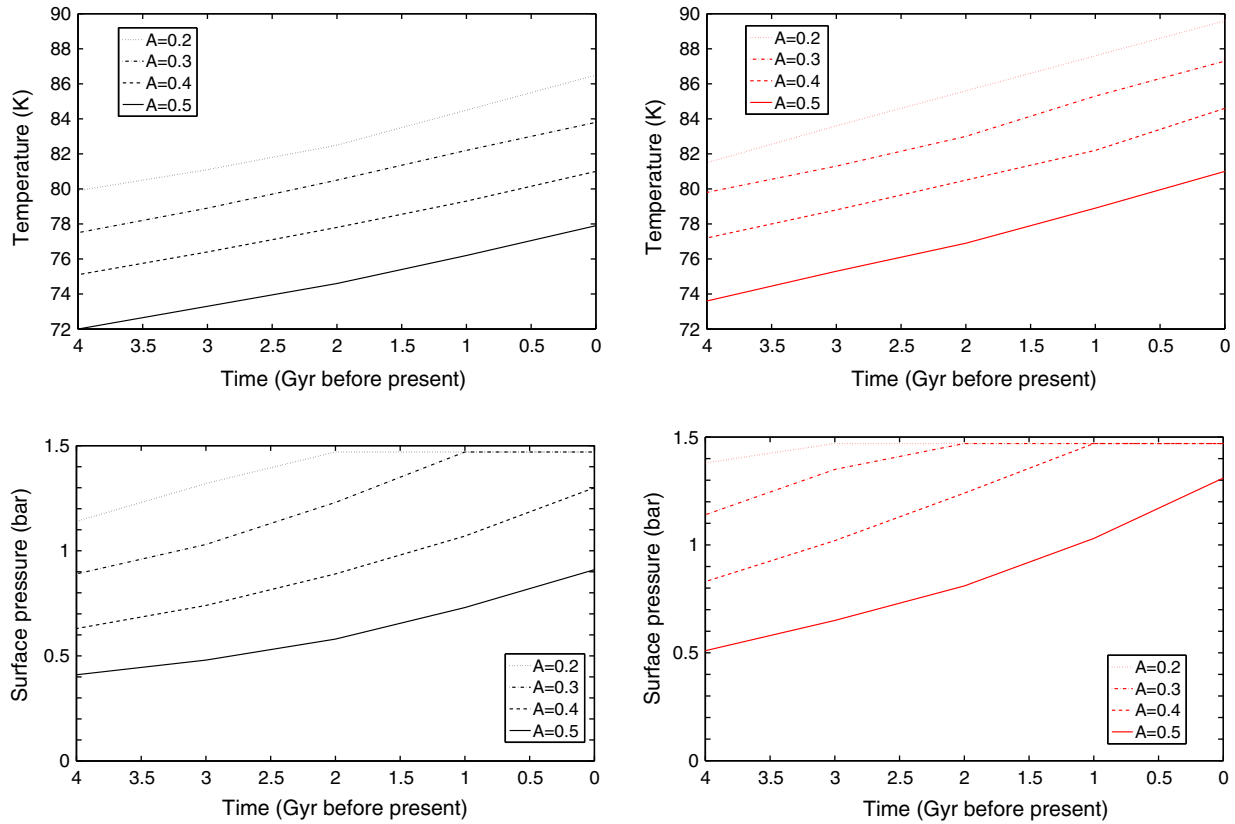 90
88
86
84
82
80
78
76
74
72
Temperature (K)
A=0.2
A=0.3
A=0.4
A=0.5
4 3.5 3 2.5 2 1.5 1 0.5 0
Time (Gyr before present)
90
88
86
84
82
80
78
76
74
72
Temperature (K)
A=0.2
A=0.3
A=0.4
A=0.5
4 3.5 3 2.5 2 1.5 1 0.5 0
Time (Gyr before present)
1.5
1
0.5
0
Surface pressure (bar)
A=0.2
A=0.3
A=0.4
A=0.5
4 3.5 3 2.5 2 1.5 1 0.5 0
Time (Gyr before present)
1.5
1
0.5
0
Surface pressure (bar)
A=0.2
A=0.3
A=0.4
A=0.5
4 3.5 3 2.5 2 1.5 1 0.5 0
Time (Gyr before present)